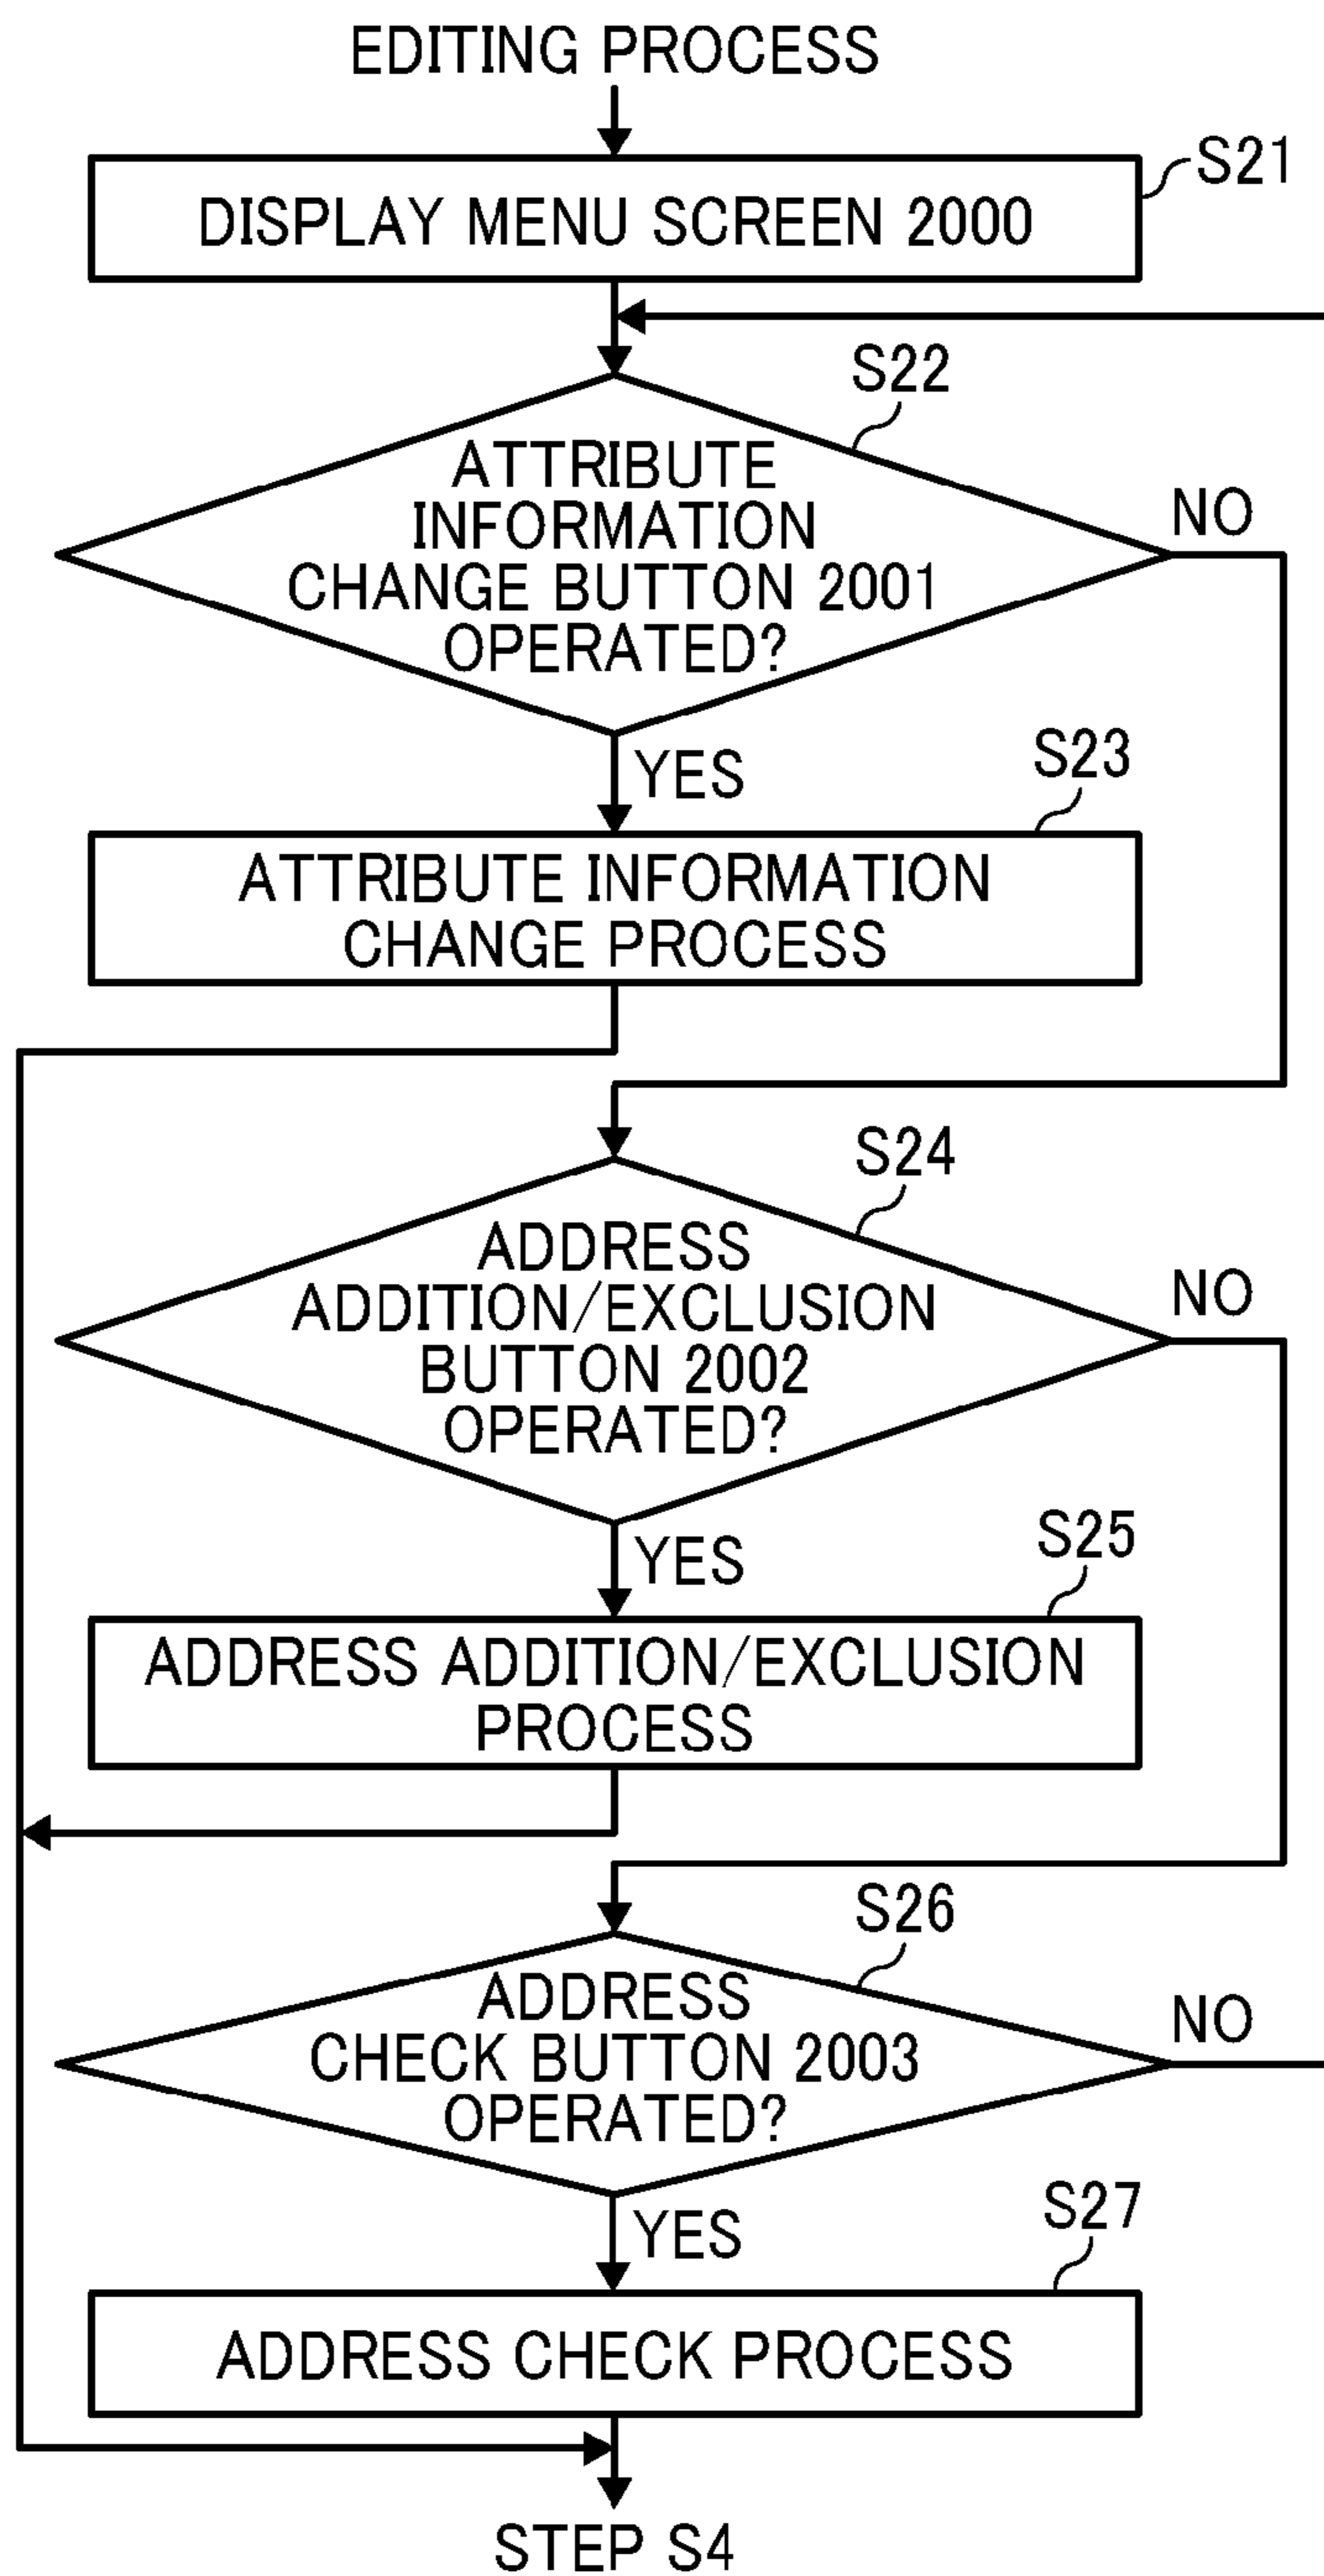 EDITING PROCESS
S21
DISPLAY MENU SCREEN 2000
S22
ATTRIBUTE
INFORMATION
CHANGE BUTTON 2001
OPERATED?
NO
YES
S23
ATTRIBUTE INFORMATION
CHANGE PROCESS
S24
ADDRESS
ADDITION/EXCLUSION
BUTTON 2002
OPERATED?
NO
YES
S25
ADDRESS ADDITION/EXCLUSION
PROCESS
S26
ADDRESS
CHECK BUTTON 2003
OPERATED?
NO
YES
S27
ADDRESS CHECK PROCESS
STEP S4